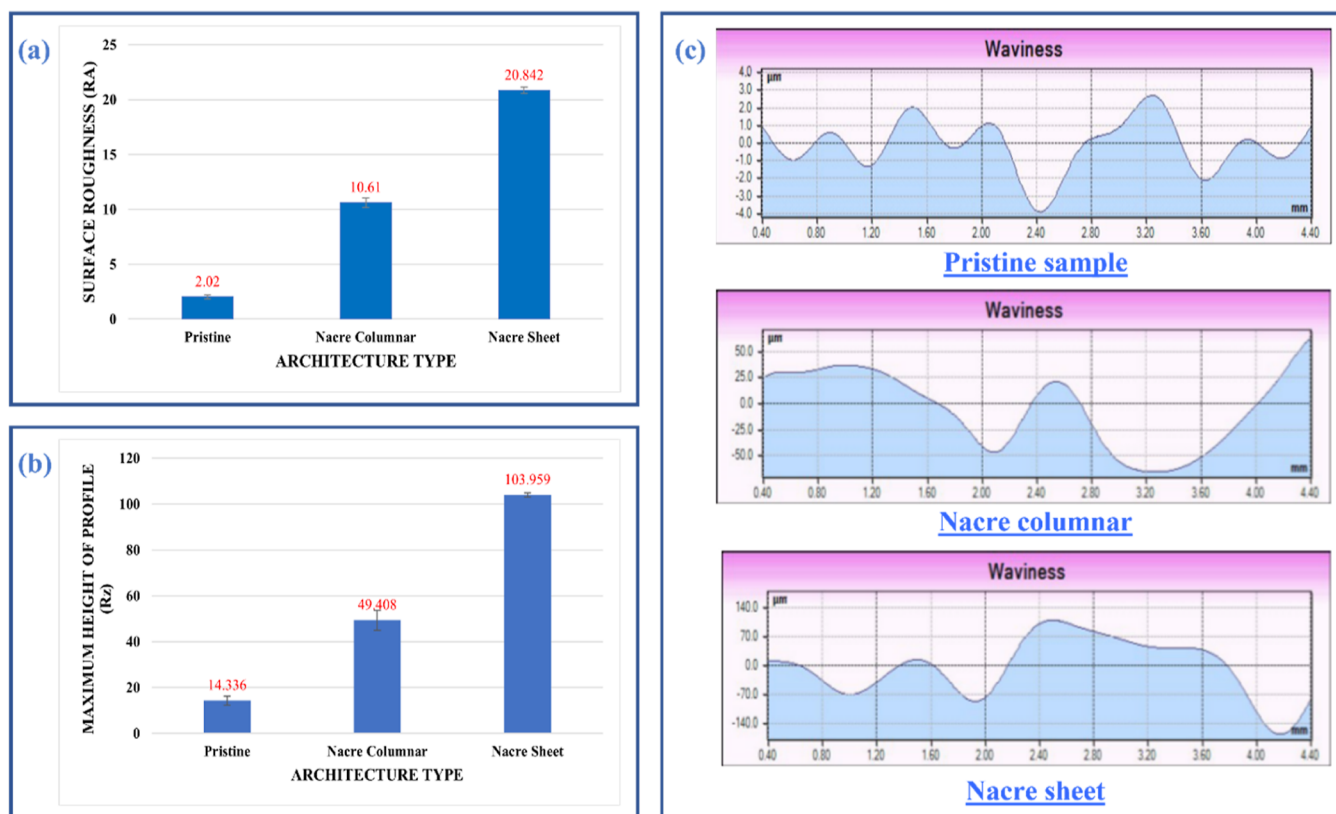 (a)
25
20
15
10
5
0
SURFACE ROUGHNESS (RA)
2.02
10.61
20.842
Pristine
Nacre Columnar
Nacre Sheet
ARCHITECTURE TYPE
(b)
120
100
80
60
40
20
0
MAXIMUM HEIGHT OF PROFILE
(Rz)
14.336
49.408
103.959
Pristine
Nacre Columnar
Nacre Sheet
ARCHITECTURE TYPE
(c)
Waviness
µm
4.0
3.0
2.0
1.0
0.0
-1.0
-2.0
-3.0
-4.0
mm
0.40 0.80 1.20 1.60 2.00 2.40 2.80 3.20 3.60 4.00 4.40
Pristine sample
Waviness
µm
50.0
25.0
0.0
-25.0
-50.0
mm
0.40 0.80 1.20 1.60 2.00 2.40 2.80 3.20 3.60 4.00 4.40
Nacre columnar
Waviness
µm
140.0
70.0
0.0
-70.0
-140.0
mm
0.40 0.80 1.20 1.60 2.00 2.40 2.80 3.20 3.60 4.00 4.40
Nacre sheet